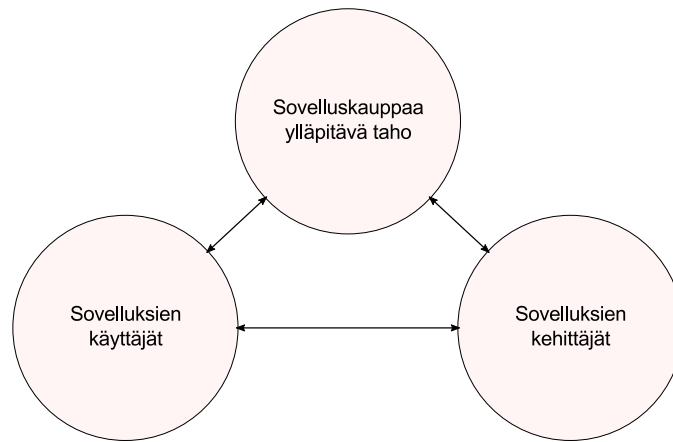 Sovelluskauppaa
ylläpitävä taho
Sovelluksien
käyttäjät
Sovelluksien
kehittäjät